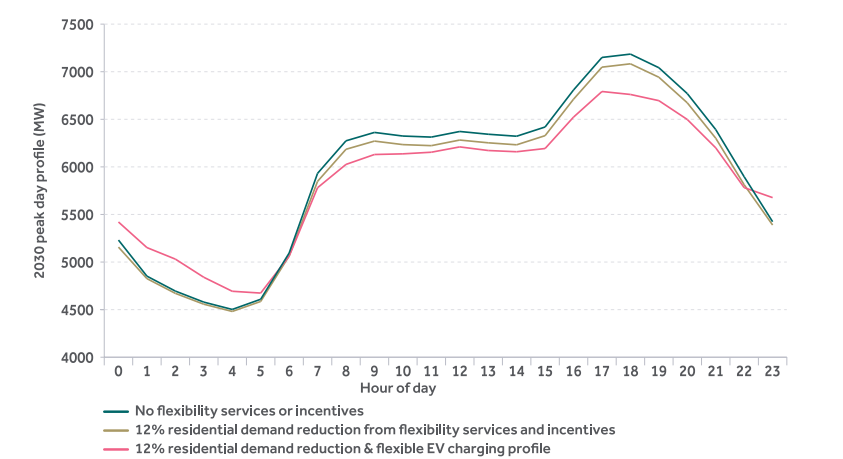 7500
7000
6500
6000
5500
5000
4500
4000
2030 peak day profile (MW)
0 1 2 3 4 5 6 7 8 9 10 11 12 13 14 15 16 17 18 19 20 21 22 23
Hour of day
No flexibility services or incentives
12% residential demand reduction from flexibility services and incentives
12% residential demand reduction & flexible EV charging profile